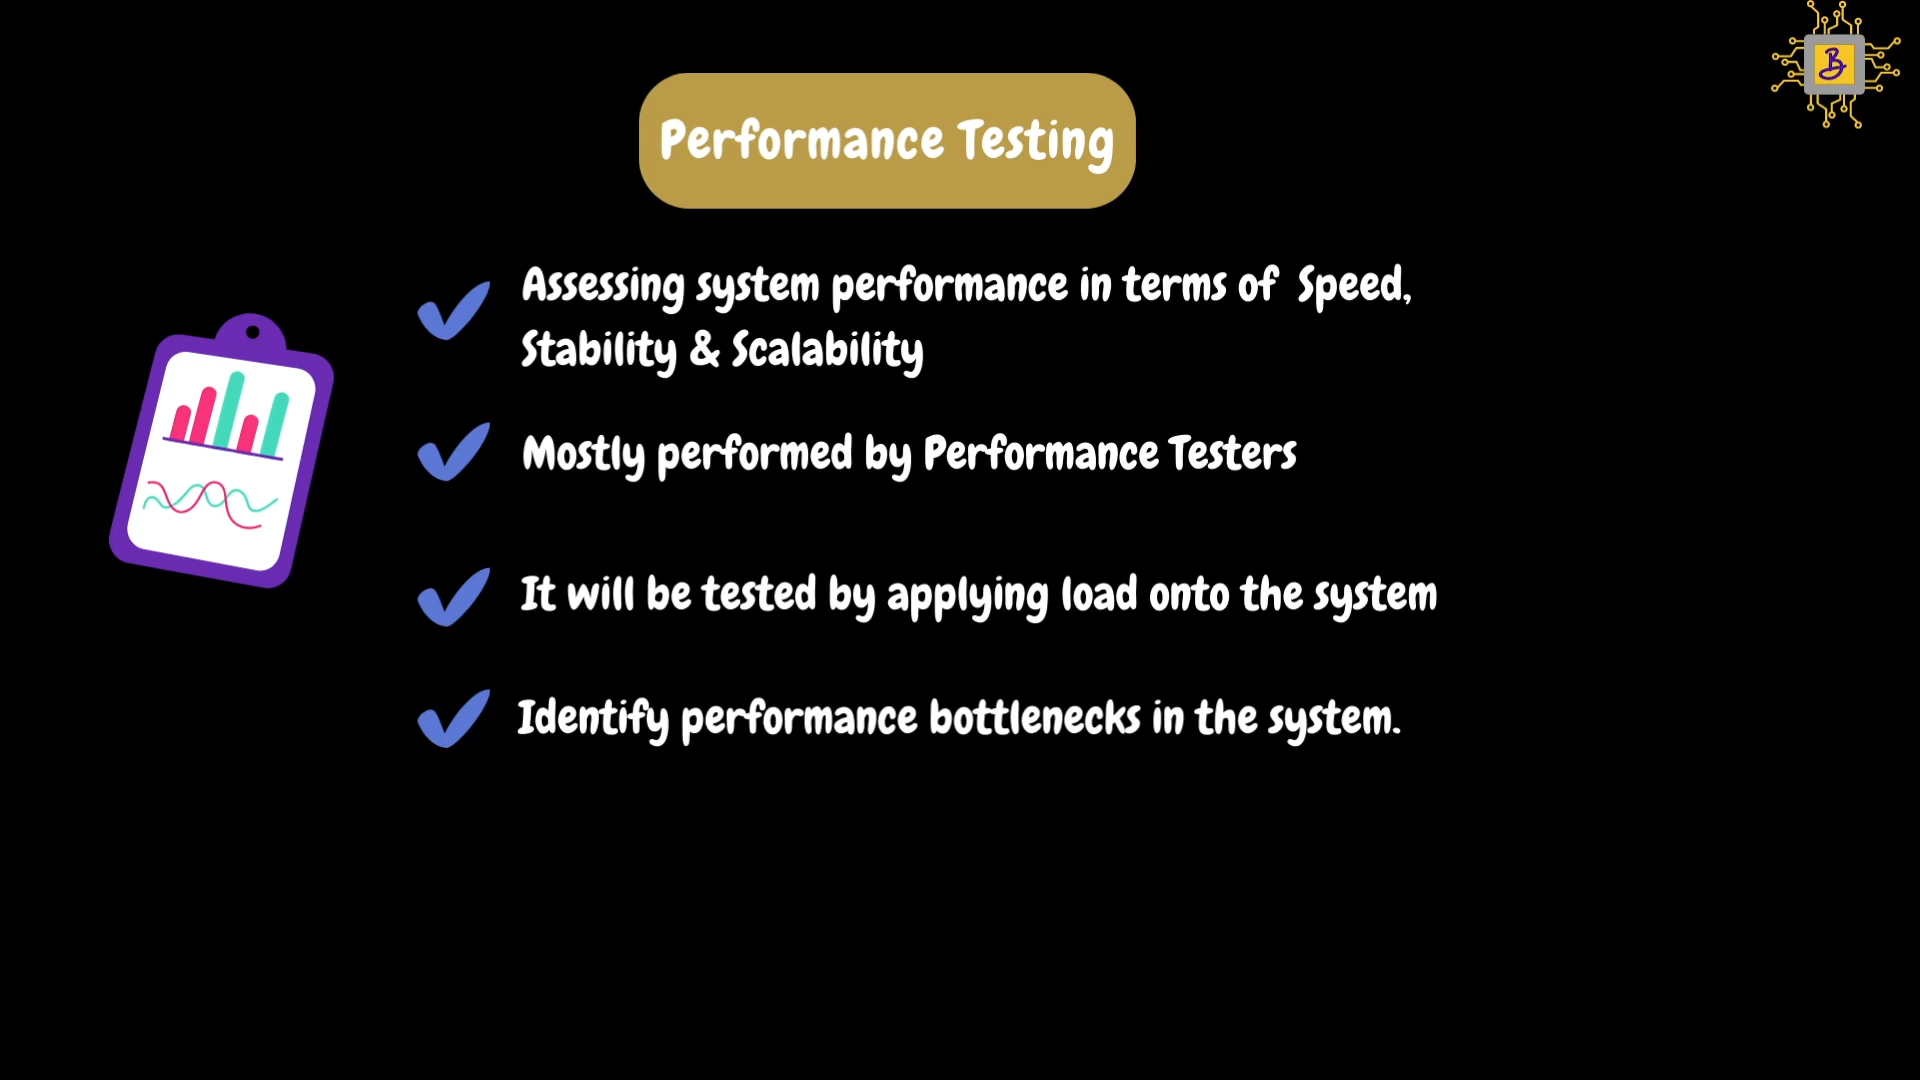 B
Performance Testing
Assessing system performance in terms of Speed,
Stability & Scalability
Mostly performed by Performance Testers
It will be tested by applying load onto the system
Identify performance bottlenecks in the system.